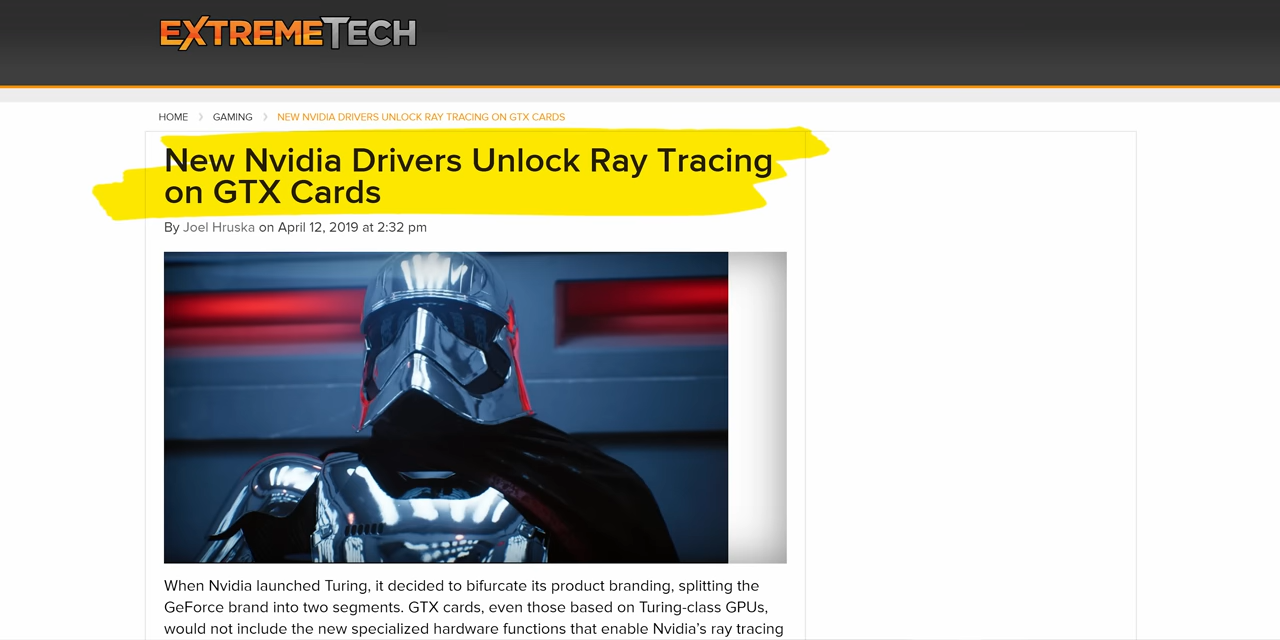 EXTREMETECH
HOME › GAMING › NEW NVIDIA DRIVERS UNLOCK RAY TRACING ON GTX CARDS
New Nvidia Drivers Unlock Ray Tracing
on GTX Cards
By Joel Hruska on April 12, 2019 at 2:32 pm
When Nvidia launched Turing, it decided to bifurcate its product branding, splitting the
GeForce brand into two segments. GTX cards, even those based on Turing-class GPUs,
would not include the new specialized hardware functions that enable Nvidia’s ray tracing